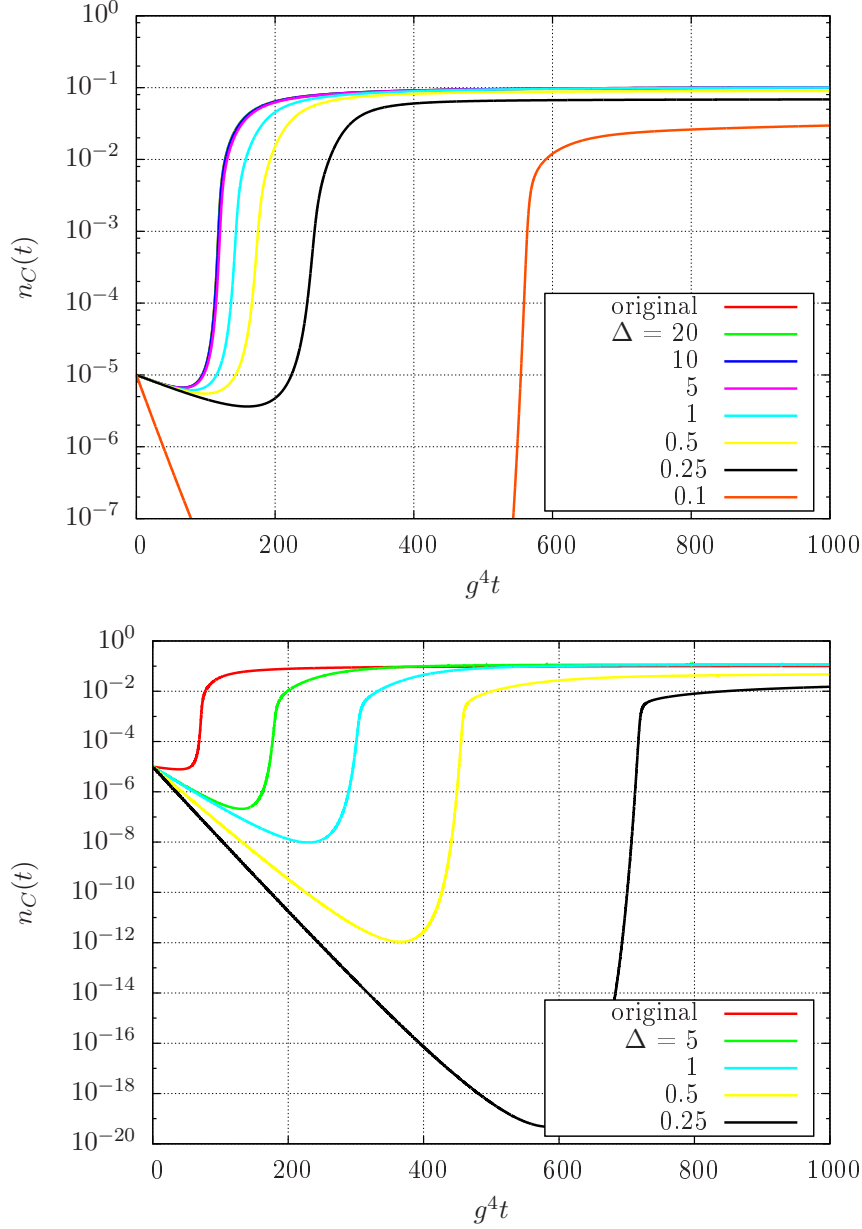 10^0
10^{-1}
10^{-2}
10^{-3}
10^{-4}
10^{-5}
10^{-6}
10^{-7}
n_C(t)
original
Δ = 20
10
5
1
0.5
0.25
0.1
0 200 400 600 800 1000
g^4t
10^0
10^{-2}
10^{-4}
10^{-6}
10^{-8}
10^{-10}
10^{-12}
10^{-14}
10^{-16}
10^{-18}
10^{-20}
n_C(t)
original
Δ = 5
1
0.5
0.25
0 200 400 600 800 1000
g^4t